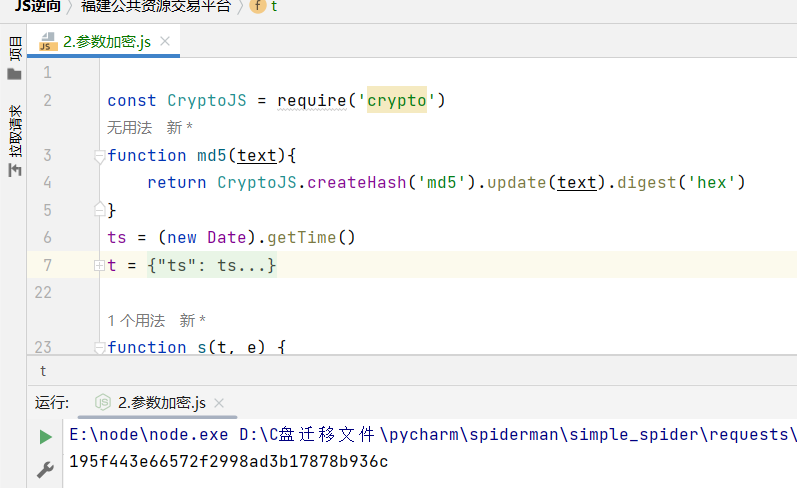 JS逆向 〉 福建公共资源交易平台 〉 f t
项目
拉取请求
JS 2.参数加密.js ×
1
2 const CryptoJS = require('crypto')
无用法 新 *
3 function md5(text){
4 return CryptoJS.createHash('md5').update(text).digest('hex')
5 }
6 ts = (new Date).getTime()
7 t = {"ts": ts...}
22
1 个用法 新 *
23 function s(t, e) {
t
运行: JS 2.参数加密.js ×
E:\node\node.exe D:\C盘迁移文件\pycharm\spiderman\simple_spider\requests\
195f443e66572f2998ad3b17878b936c